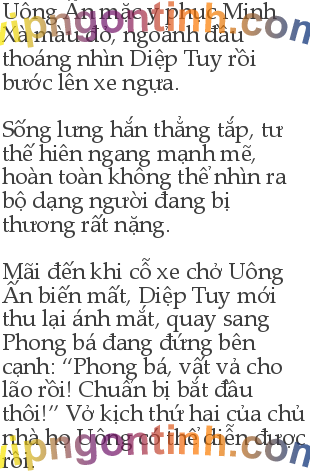 Uông Ấn mặc y phục Minh
Xà màu đỏ, ngoảnh đầu
thoáng nhìn Diệp Tuy rồi
bước lên xe ngựa.
Sống lưng hắn thẳng tắp, tư
thế hiên ngang mạnh mẽ,
hoàn toàn không thể nhìn ra
bộ dạng người đang bị
thương rất nặng.
Mãi đến khi cỗ xe chở Uông
Ấn biến mất, Diệp Tuy mới
thu lại ánh mắt, quay sang
Phong bá đang đứng bên
cạnh: “Phong bá, vất vả cho
lão rồi! Chuẩn bị bắt đầu
thôi!” Vở kịch thứ hai của chủ
nhà họ Uông có thể diễn được
rồi.
vipngontinh.com
vipngontinh.com